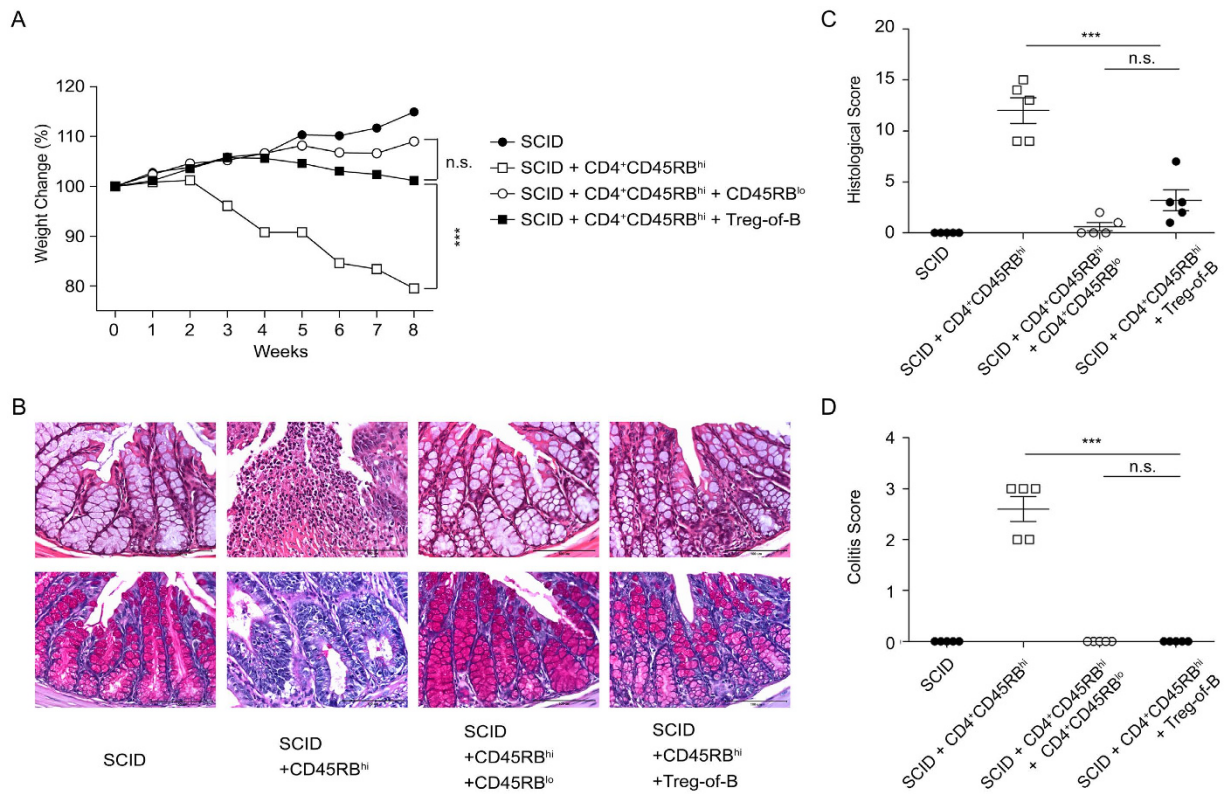 A
120
110
100
90
80
Weight Change (%)
0 1 2 3 4 5 6 7 8
Weeks
n.s.
***
SCID
SCID + CD4⁺CD45RBʰⁱ
SCID + CD4⁺CD45RBʰⁱ + CD45RBˡᵒ
SCID + CD4⁺CD45RBʰⁱ + Treg-of-B
B
SCID
SCID
+CD45RBʰⁱ
SCID
+CD45RBʰⁱ
+CD45RBˡᵒ
SCID
+CD45RBʰⁱ
+Treg-of-B
C
***
n.s.
20
15
10
5
0
Histological Score
SCID
SCID + CD4⁺CD45RBʰⁱ
SCID + CD4⁺CD45RBʰⁱ
+ CD4⁺CD45RBˡᵒ
SCID + CD4⁺CD45RBʰⁱ
+ Treg-of-B
D
***
n.s.
4
3
2
1
0
Colitis Score
SCID
SCID + CD4⁺CD45RBʰⁱ
SCID + CD4⁺CD45RBʰⁱ
+ CD4⁺CD45RBˡᵒ
SCID + CD4⁺CD45RBʰⁱ
+ Treg-of-B